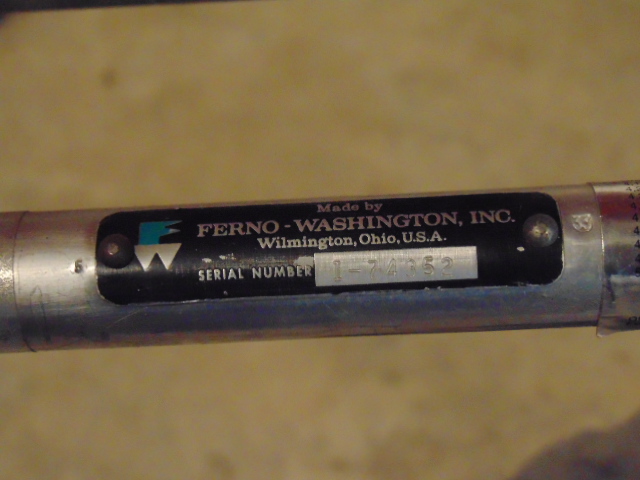 Made by
FERNO-WASHINGTON, INC.
Wilmington, Ohio, U.S.A.
SERIAL NUMBER